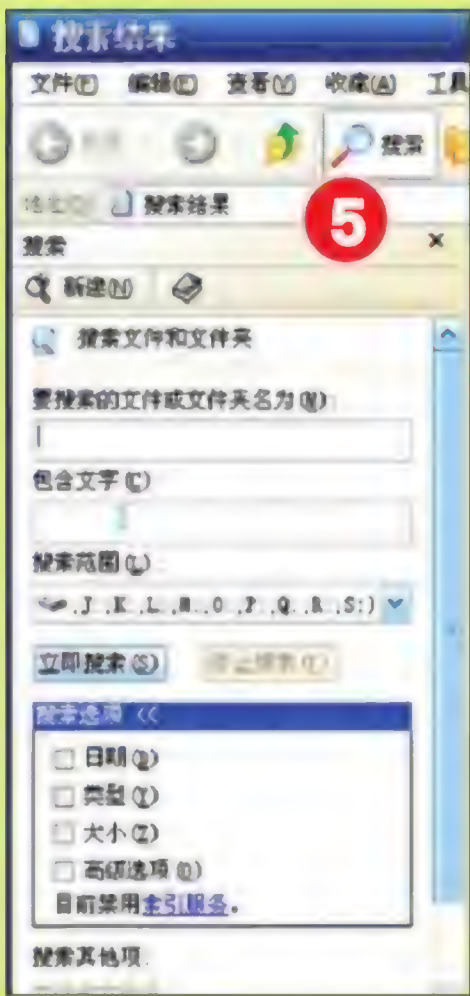 搜索结果
文件(F) 编辑(E) 查看(V) 收藏(A) 工具
搜索
搜索结果
5
搜索
新建(N)
搜索文件和文件夹
要搜索的文件或文件夹名为(M)
包含文字(C)
搜索范围(L)
,J.,K.,L.,M.,O.,P.,Q.,R.,S:)
立即搜索(S) 停止搜索(T)
搜索选项 <<
日期(D)
类型(T)
大小(Z)
高级选项(D)
目前禁用索引服务。
搜索其他项